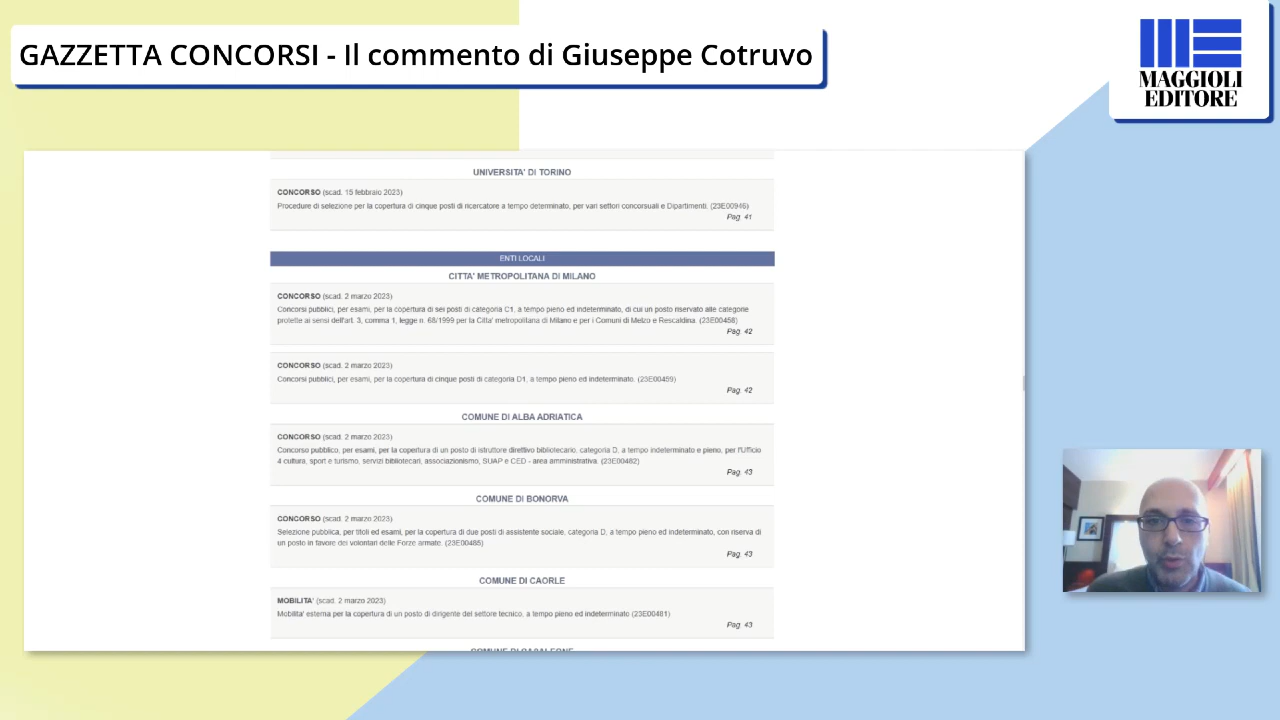 GAZZETTA CONCORSI - Il commento di Giuseppe Cotruvo
MAGGIOLI
EDITORE
UNIVERSITA' DI TORINO
CONCORSO (scad. 15 febbraio 2023)
Procedure di selezione per la copertura di cinque posti di ricercatore a tempo determinato, per vari settori concorsuali e Dipartimenti. (23E00946)
Pag. 41
ENTI LOCALI
CITTA' METROPOLITANA DI MILANO
CONCORSO (scad. 2 marzo 2023)
Concorsi pubblici, per esami, per la copertura di sei posti di categoria C1, a tempo pieno ed indeterminato, di cui un posto riservato alle categorie
protette ai sensi dell'art. 3, comma 1, legge n. 68/1999 per la Citta' metropolitana di Milano e per i Comuni di Melzo e Rescaldina. (23E00458)
Pag. 42
CONCORSO (scad. 2 marzo 2023)
Concorsi pubblici, per esami, per la copertura di cinque posti di categoria D1, a tempo pieno ed indeterminato. (23E00459)
Pag. 42
COMUNE DI ALBA ADRIATICA
CONCORSO (scad. 2 marzo 2023)
Concorso pubblico, per esami, per la copertura di un posto di istruttore direttivo bibliotecario, categoria D, a tempo indeterminato e pieno, per l'Ufficio
4 cultura, sport e turismo, servizi bibliotecari, associazionismo, SUAP e CED - area amministrativa. (23E00482)
Pag. 43
COMUNE DI BONORVA
CONCORSO (scad. 2 marzo 2023)
Selezione pubblica, per titoli ed esami, per la copertura di due posti di assistente sociale, categoria D, a tempo pieno ed indeterminato, con riserva di
un posto in favore dei volontari delle Forze armate. (23E00485)
Pag. 43
COMUNE DI CAORLE
MOBILITA' (scad. 2 marzo 2023)
Mobilita' esterna per la copertura di un posto di dirigente del settore tecnico, a tempo pieno ed indeterminato (23E00481)
Pag. 43